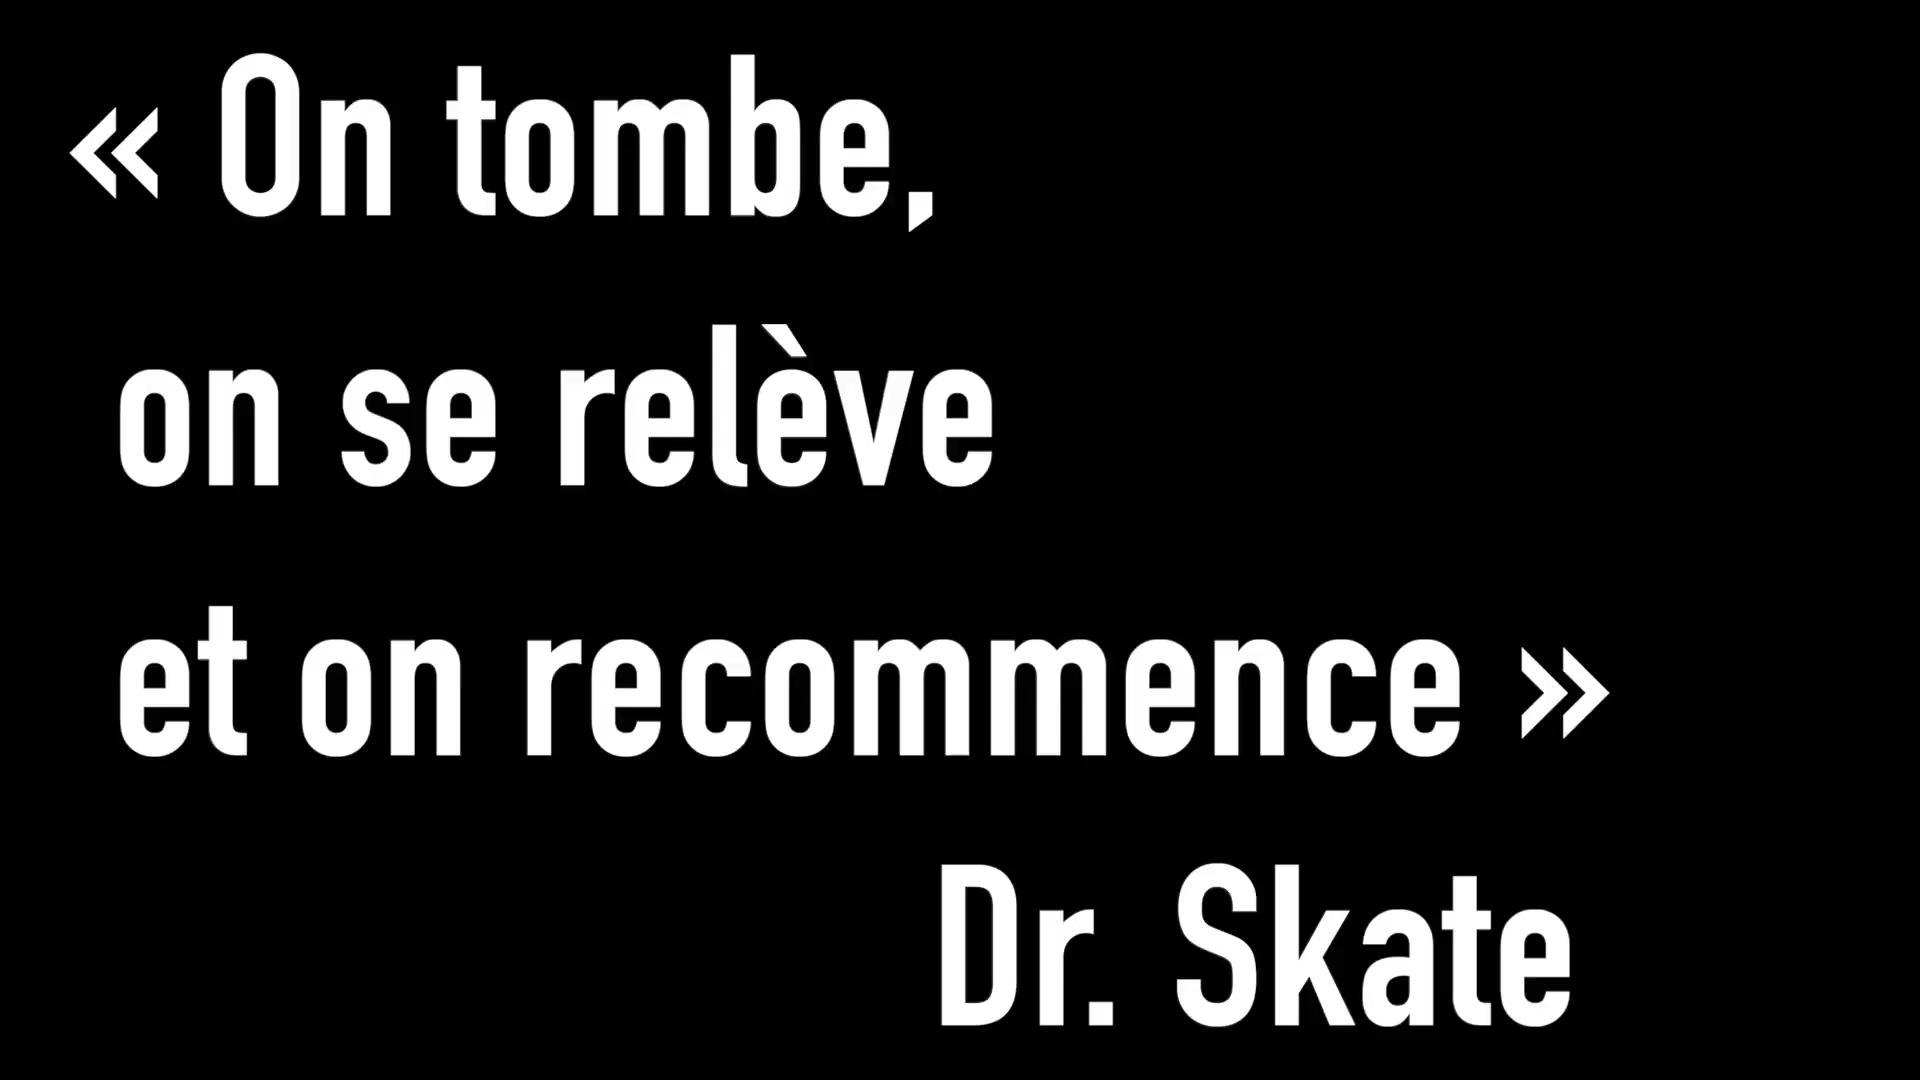 « On tombe,
on se relève
et on recommence »
Dr. Skate